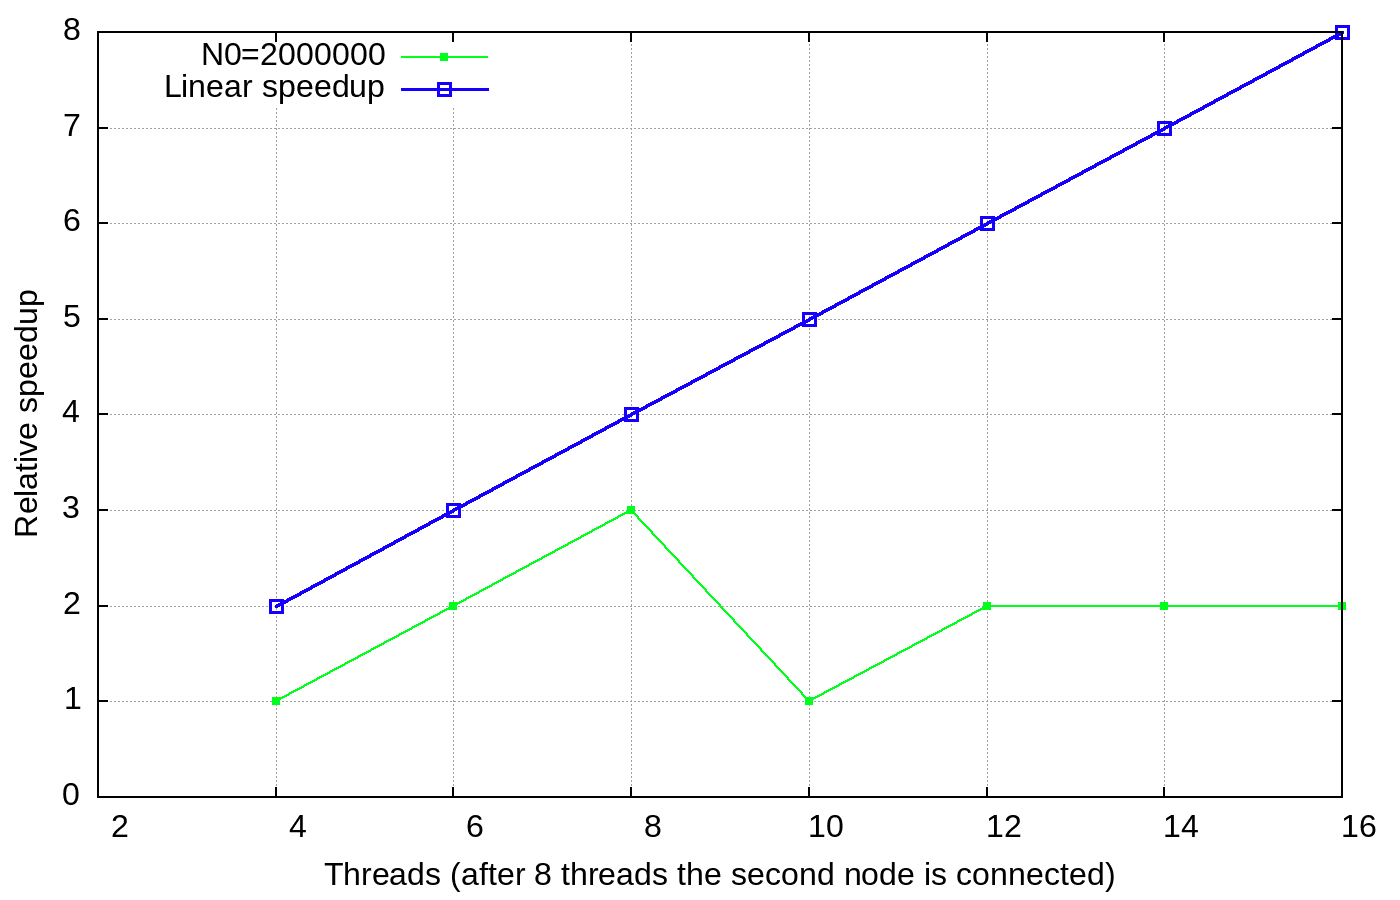 8
N0=2000000
Linear speedup
7
6
5
4
3
2
1
0
Relative speedup
2 4 6 8 10 12 14 16
Threads (after 8 threads the second node is connected)